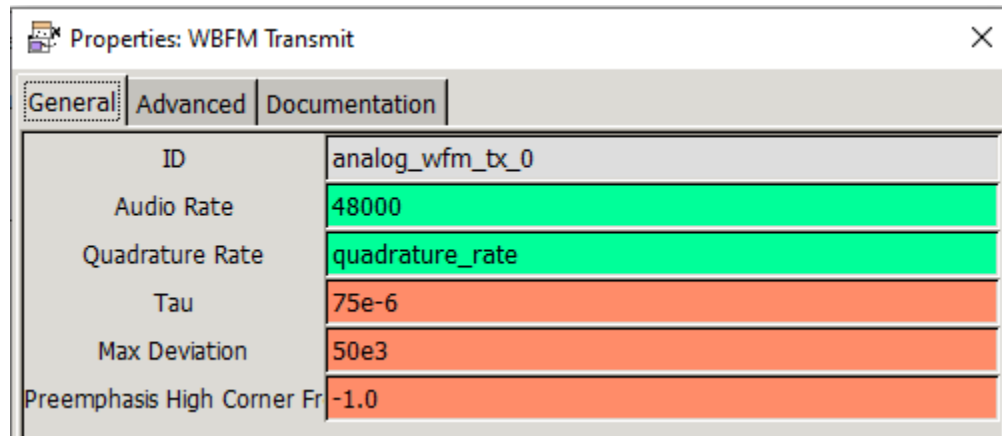 Properties: WBFM Transmit
General Advanced Documentation
ID analog_wfm_tx_0
Audio Rate 48000
Quadrature Rate quadrature_rate
Tau 75e-6
Max Deviation 50e3
Preemphasis High Corner Fr -1.0